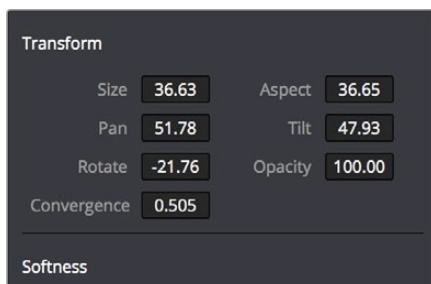 Transform
Size 36.63 Aspect 36.65
Pan 51.78 Tilt 47.93
Rotate -21.76 Opacity 100.00
Convergence 0.505
Softness